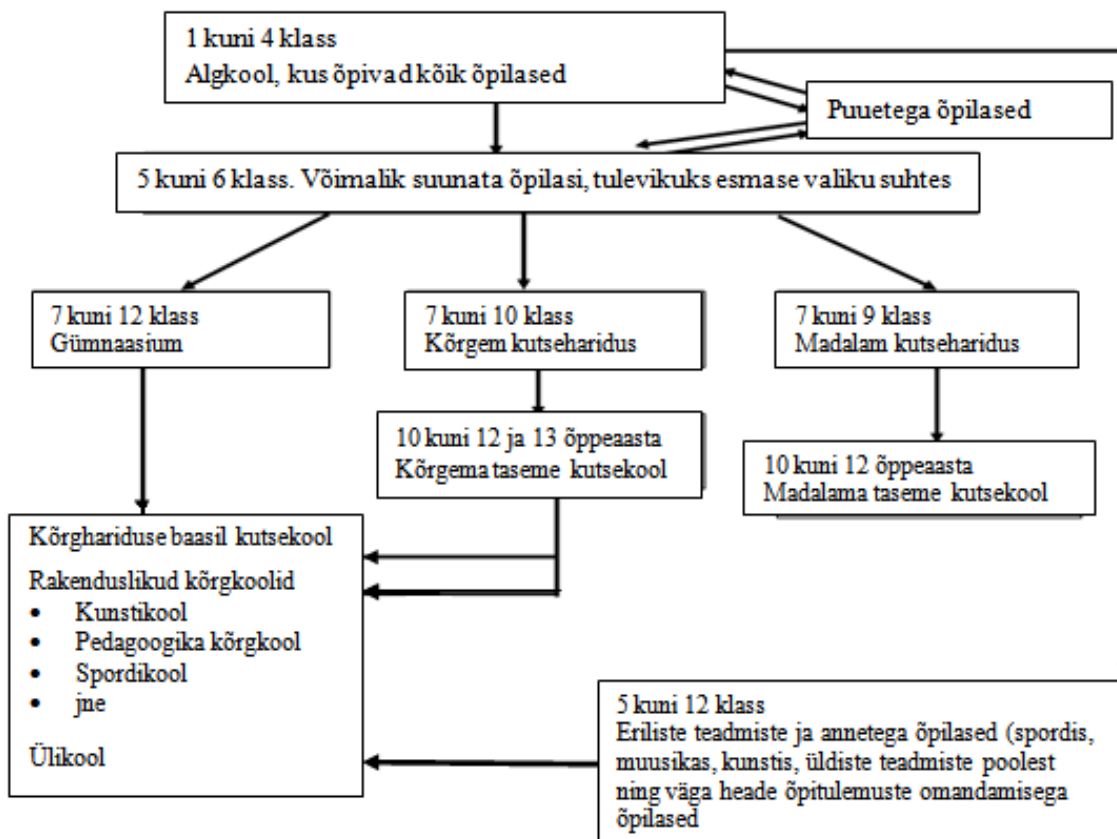 1 kuni 4 klass
Algkool, kus õpivad kõik õpilased
Puuetega õpilased
5 kuni 6 klass. Võimalik suunata õpilasi, tulevikuks esmase valiku suhtes
7 kuni 12 klass
Gümnaasium
7 kuni 10 klass
Kõrgem kutseharidus
7 kuni 9 klass
Madalam kutseharidus
10 kuni 12 ja 13 õppeaasta
Kõrgema taseme kutsekool
10 kuni 12 õppeaasta
Madalama taseme kutsekool
Kõrghariduse baasil kutsekool
Rakenduslikud kõrgkoolid
• Kunstikool
• Pedagoogika kõrgkool
• Spordikool
• jne
Ülikool
5 kuni 12 klass
Eriliste teadmiste ja annetega õpilased (spordis,
muusikas, kunstis, üldiste teadmiste poolest
ning väga heade õpitulemuste omandamisega
õpilased